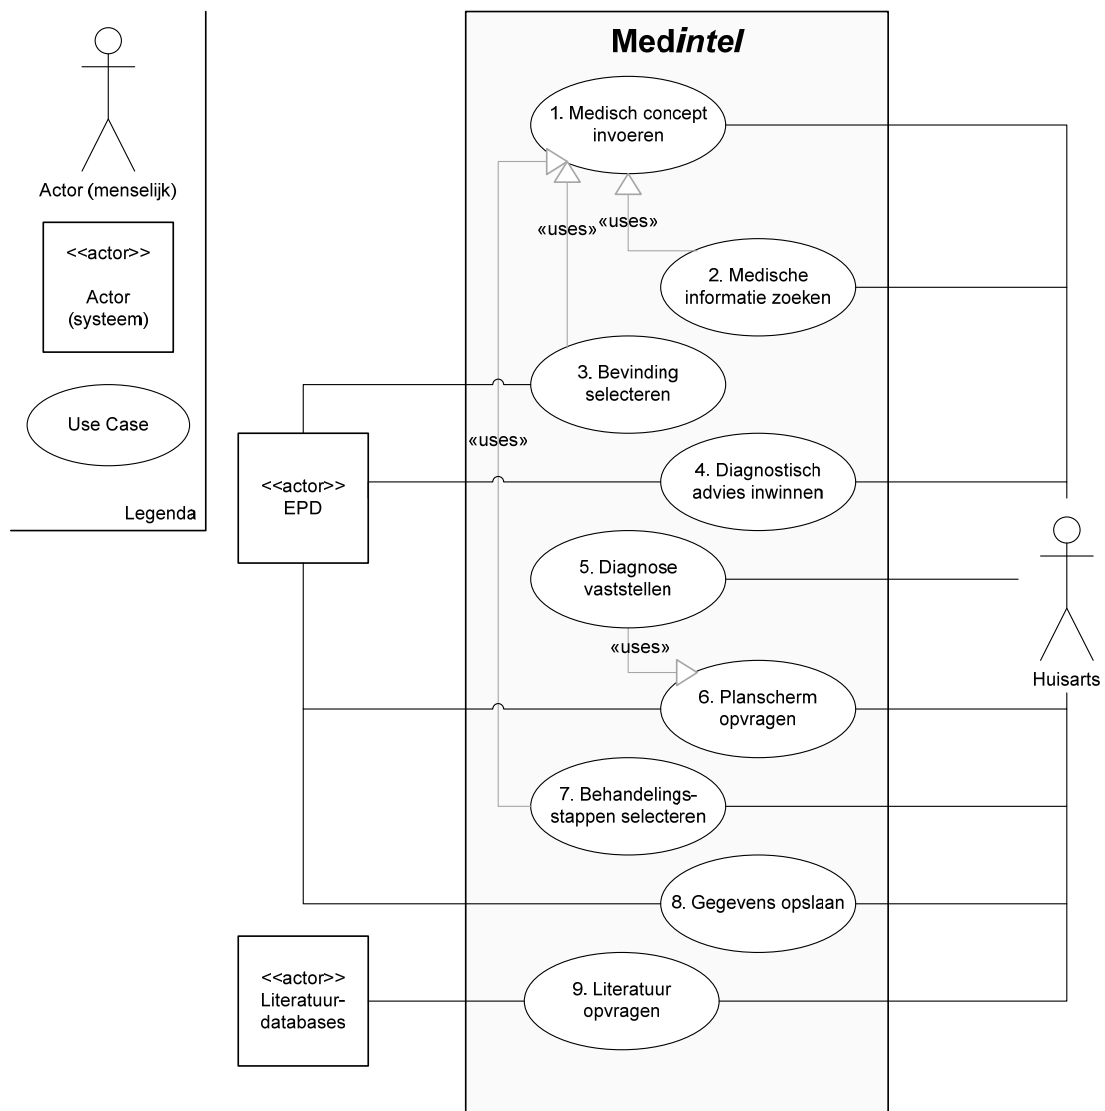 Actor (menselijk)
<<actor>>
Actor
(systeem)
Use Case
Legenda
Medintel
1. Medisch concept
invoeren
«uses»
«uses»
2. Medische
informatie zoeken
3. Bevinding
selecteren
«uses»
<<actor>>
EPD
4. Diagnostisch
advies inwinnen
5. Diagnose
vaststellen
«uses»
6. Planscherm
opvragen
Huisarts
7. Behandelings-
stappen selecteren
8. Gegevens opslaan
<<actor>>
Literatuur-
databases
9. Literatuur
opvragen